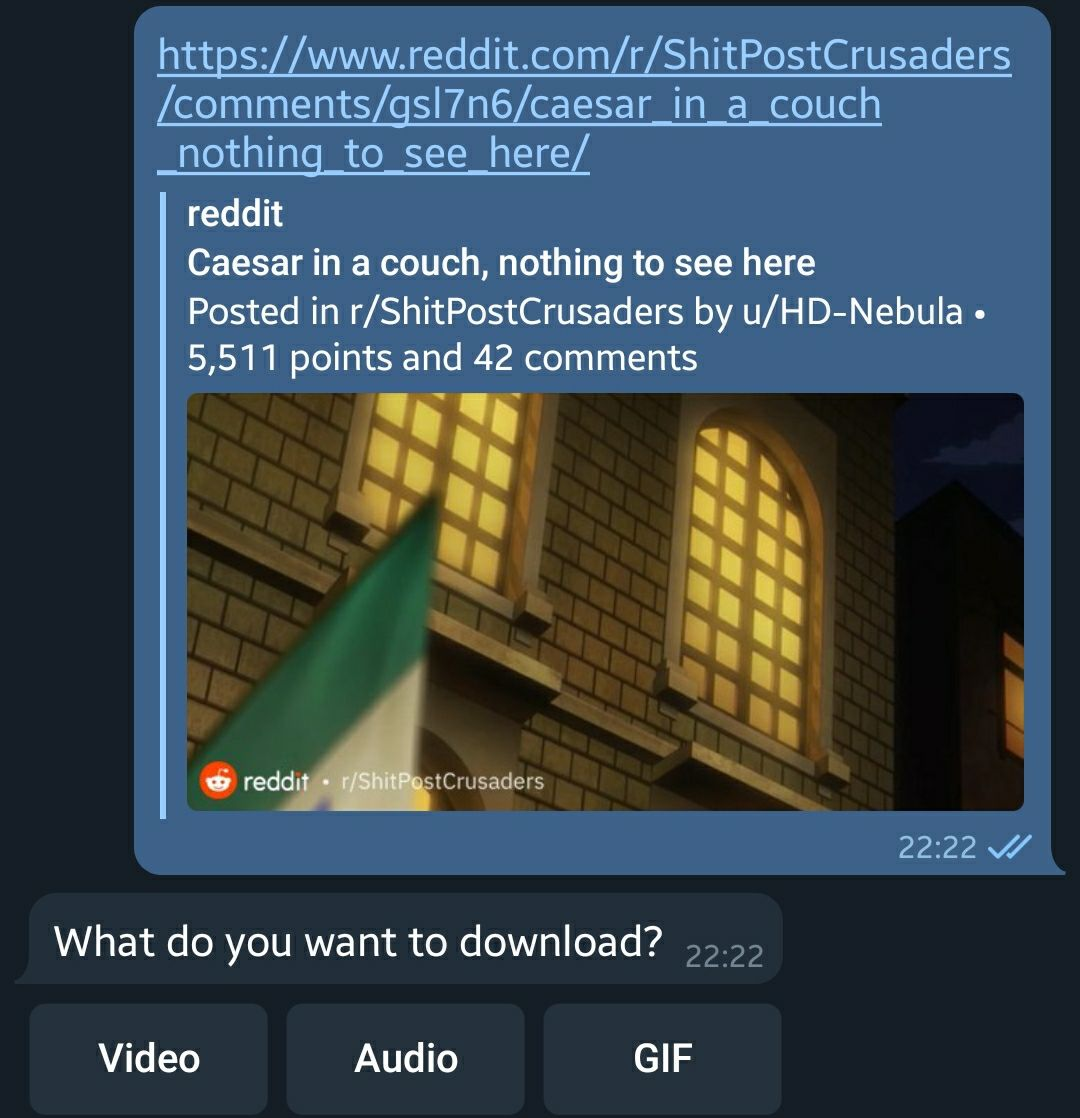 https://www.reddit.com/r/ShitPostCrusaders
/comments/gsl7n6/caesar_in_a_couch
_nothing_to_see_here/
reddit
Caesar in a couch, nothing to see here
Posted in r/ShitPostCrusaders by u/HD-Nebula •
5,511 points and 42 comments
reddit • r/ShitPostCrusaders
22:22
What do you want to download? 22:22
Video Audio GIF